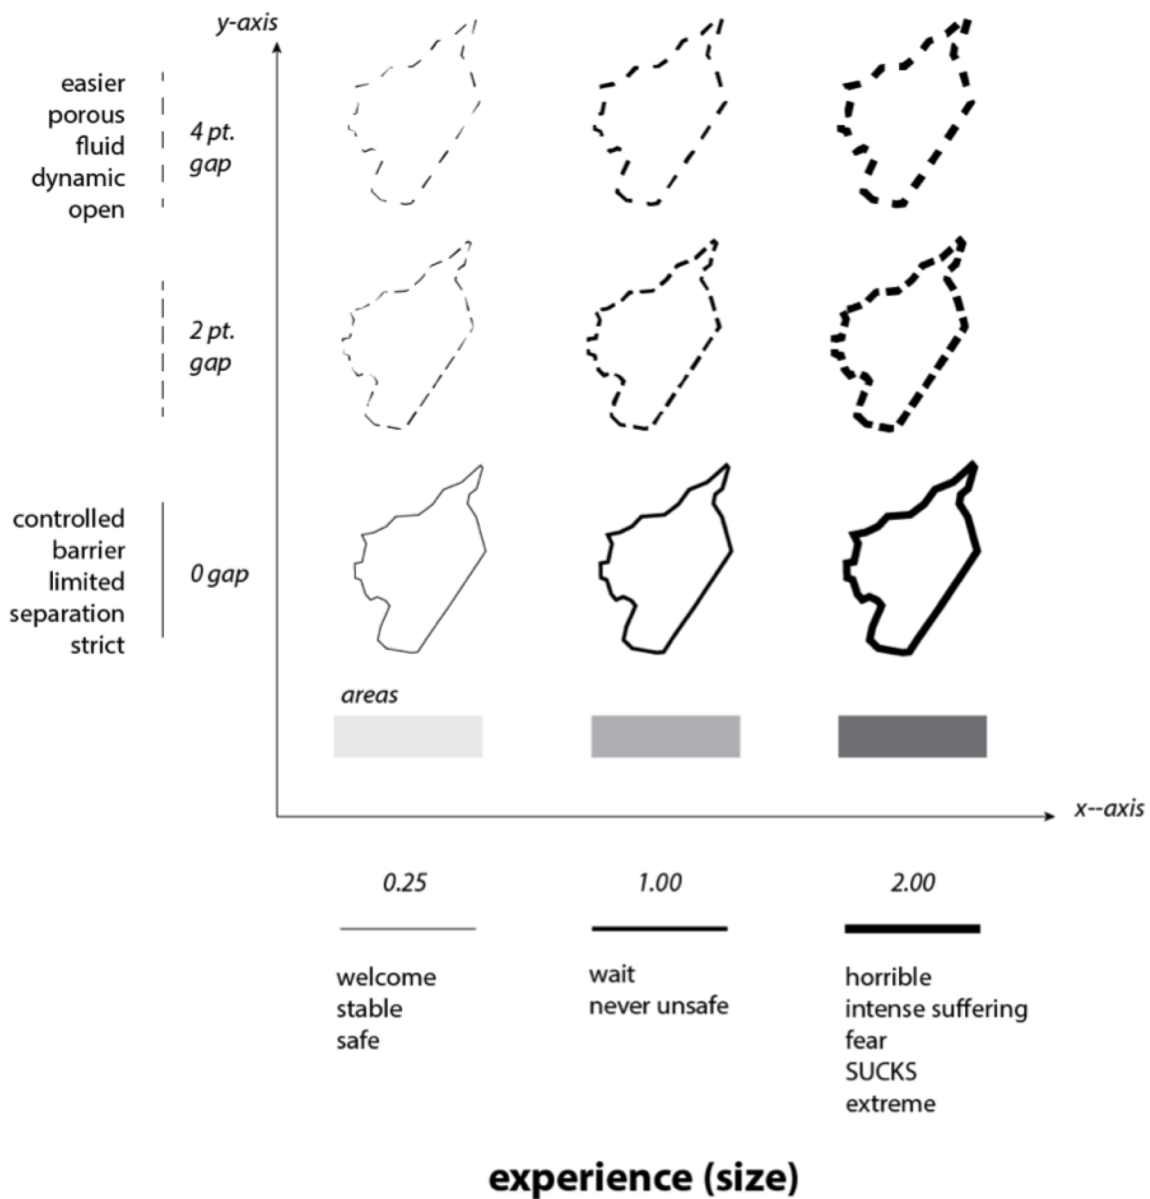 y-axis
easier
porous
fluid
dynamic
open
4 pt.
gap
2 pt.
gap
controlled
barrier
limited
separation
strict
0 gap
areas
x--axis
0.25
1.00
2.00
welcome
stable
safe
wait
never unsafe
horrible
intense suffering
fear
SUCKS
extreme
experience (size)